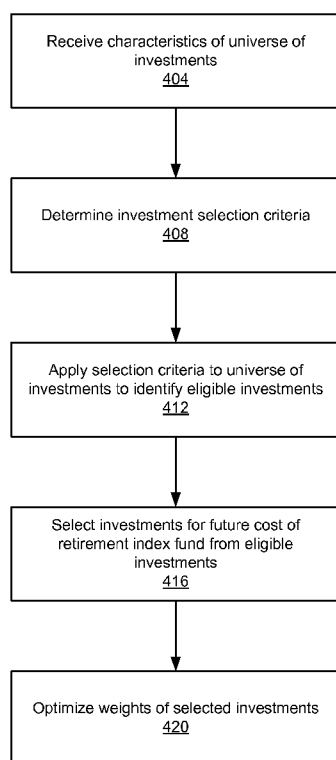 Receive characteristics of universe of
investments
404
Determine investment selection criteria
408
Apply selection criteria to universe of
investments to identify eligible investments
412
Select investments for future cost of
retirement index fund from eligible
investments
416
Optimize weights of selected investments
420